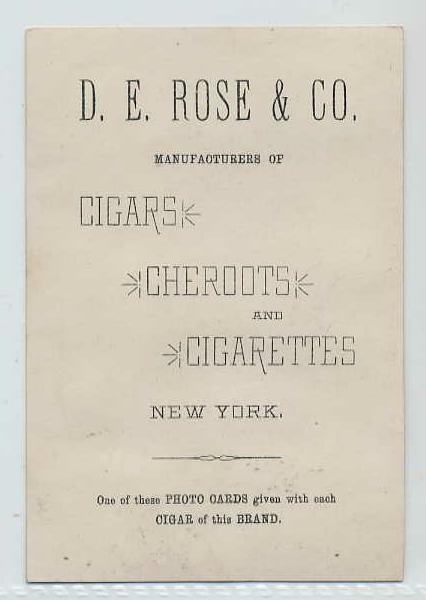 D. E. ROSE & CO.
MANUFACTURERS OF
CIGARS
CHEROOTS
AND
CIGARETTES
NEW YORK.
One of these PHOTO CARDS given with each
CIGAR of this BRAND.